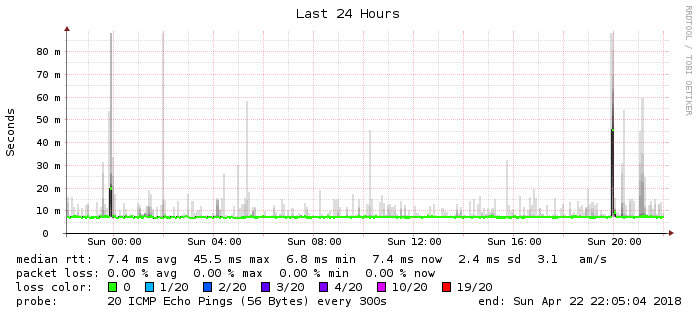 Last 24 Hours
RRDTOOL / TOBI OETIKER
Seconds
80 m
70 m
60 m
50 m
40 m
30 m
20 m
10 m
0
Sun 00:00 Sun 04:00 Sun 08:00 Sun 12:00 Sun 16:00 Sun 20:00
median rtt: 7.4 ms avg 45.5 ms max 6.8 ms min 7.4 ms now 2.4 ms sd 3.1 am/s
packet loss: 0.00 % avg 0.00 % max 0.00 % min 0.00 % now
loss color: 0 1/20 2/20 3/20 4/20 10/20 19/20
probe: 20 ICMP Echo Pings (56 Bytes) every 300s end: Sun Apr 22 22:05:04 2018